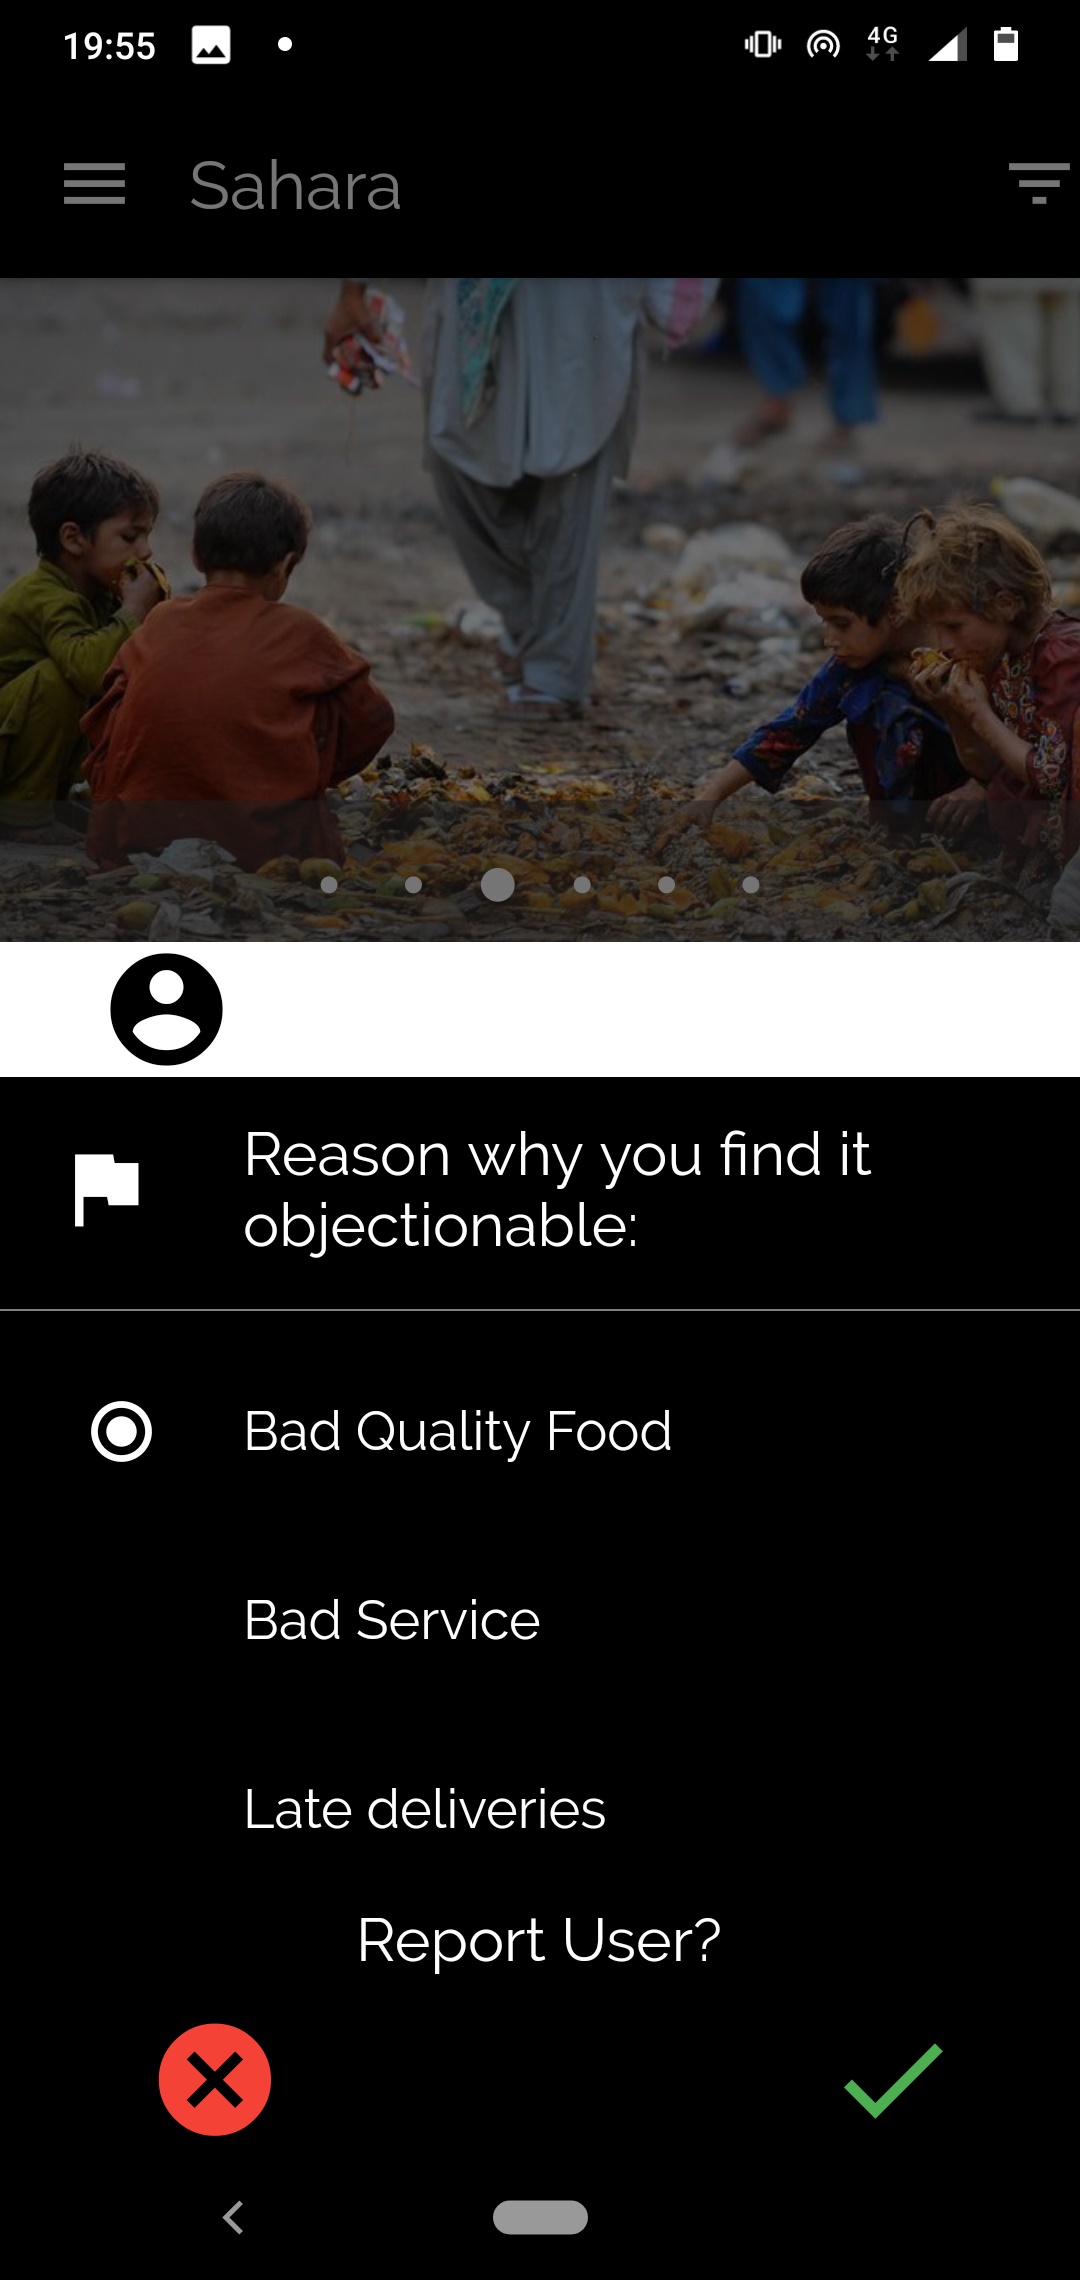 19:55
4G
Sahara
Reason why you find it
objectionable:
Bad Quality Food
Bad Service
Late deliveries
Report User?